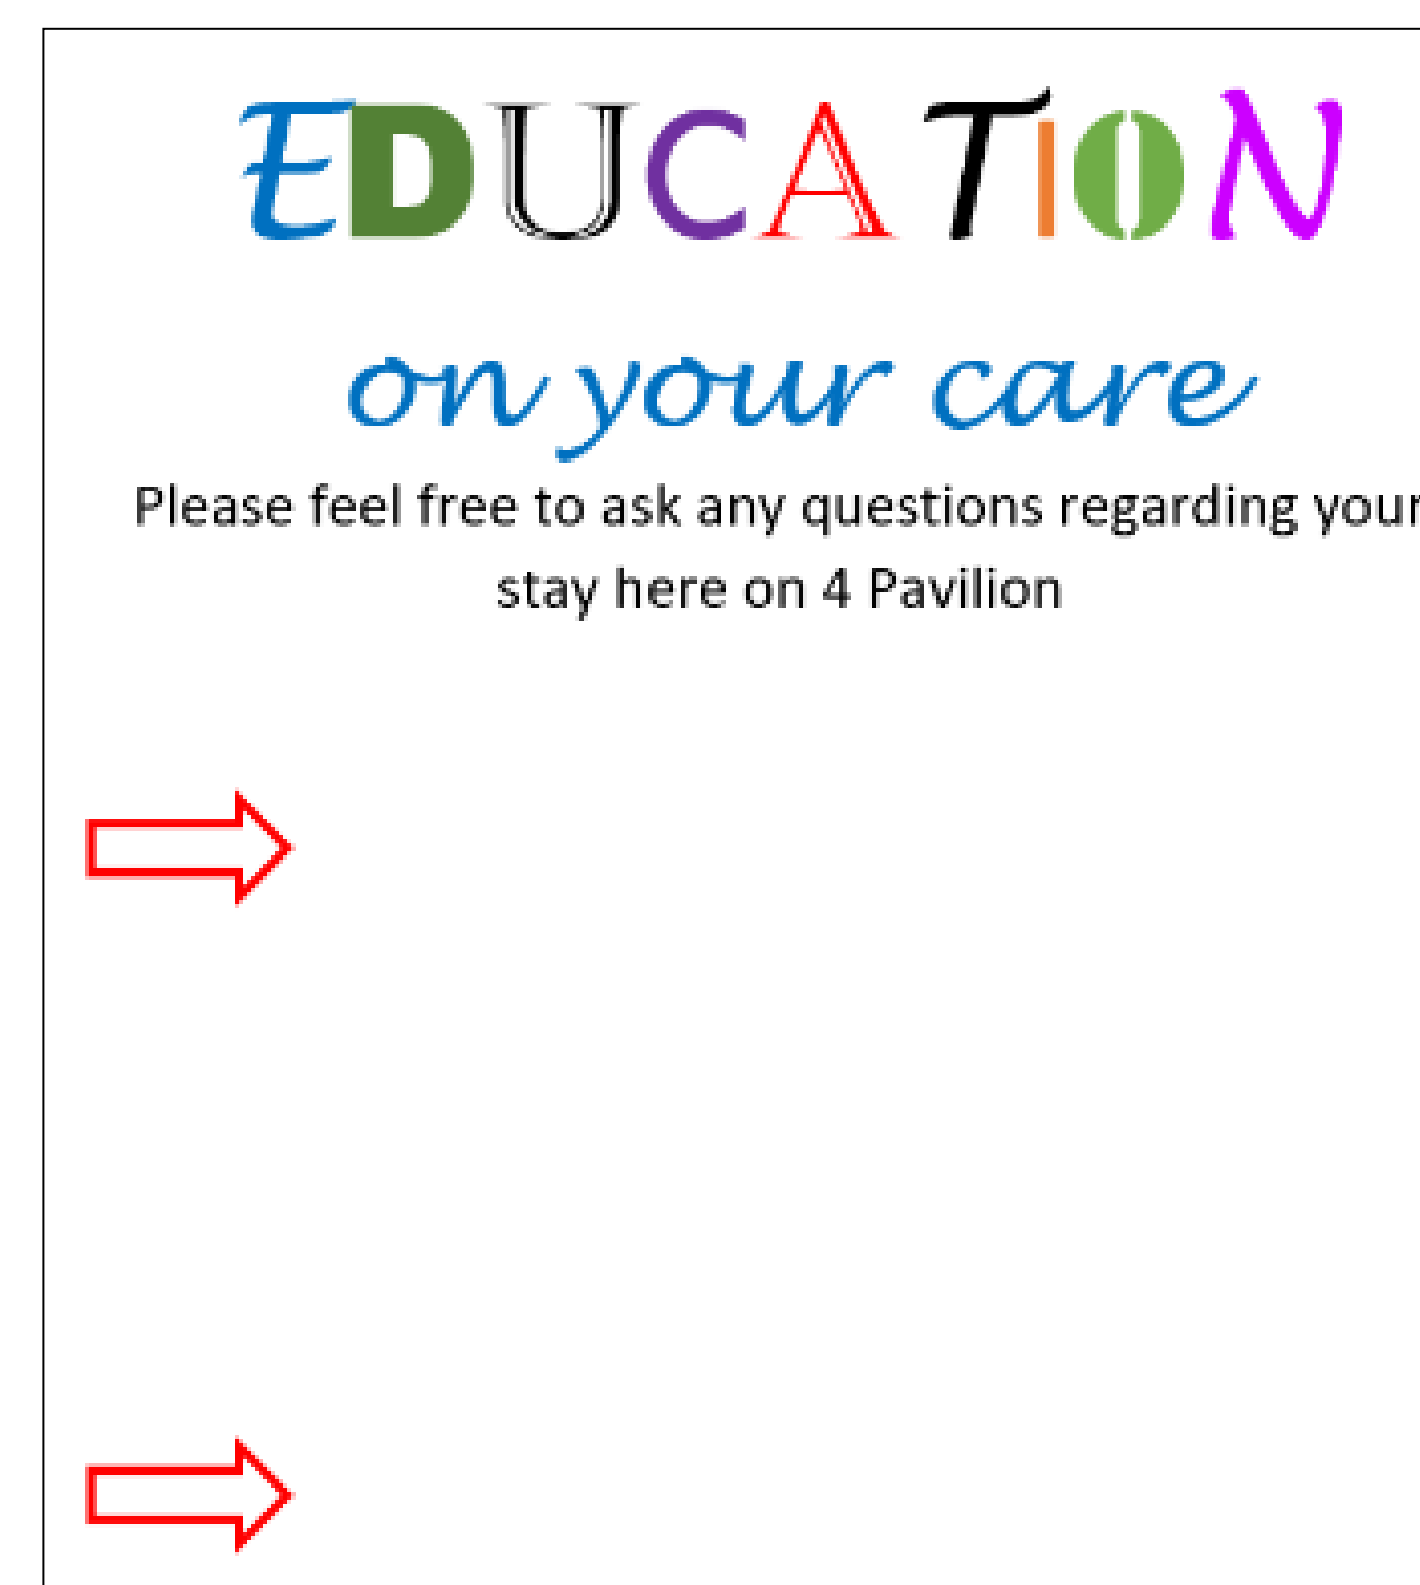 EDUCATION
on your care
Please feel free to ask any questions regarding your
stay here on 4 Pavilion